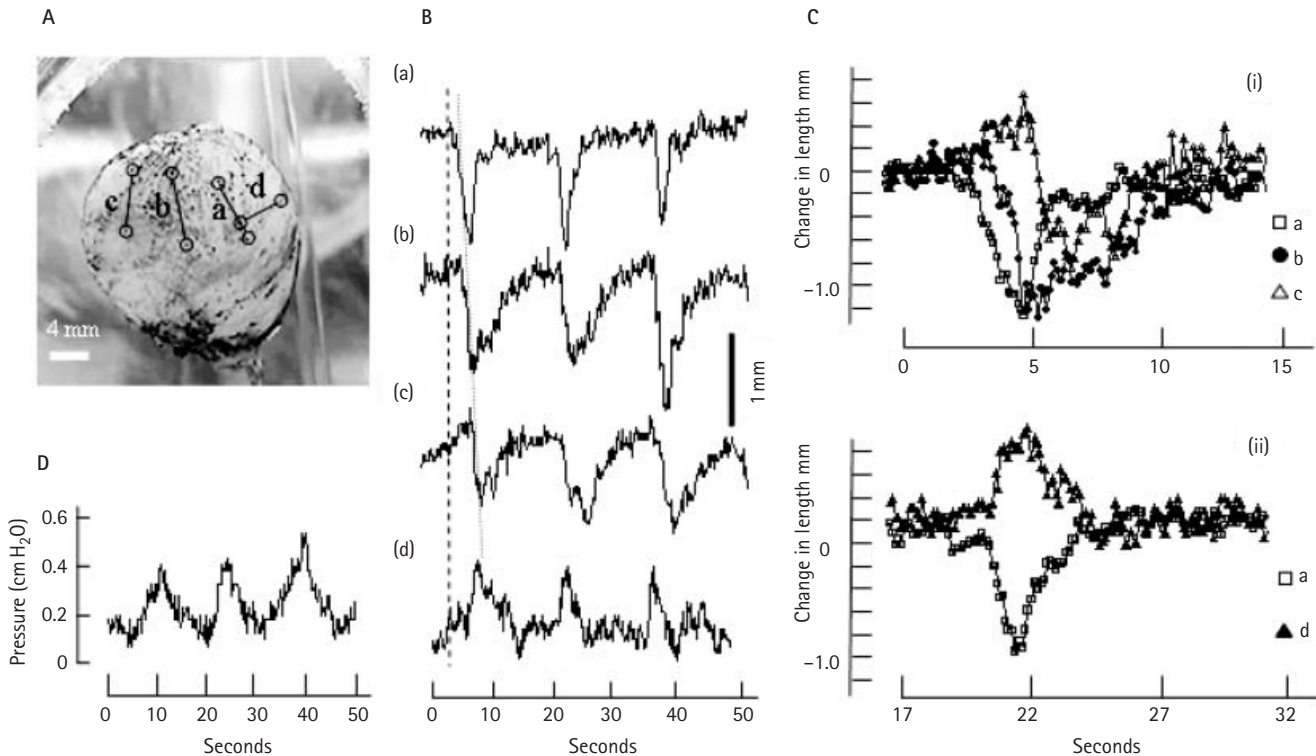 A
c
b
a
d
4 mm
B
(a)
(b)
(c)
(d)
1 mm
0 10 20 30 40 50
Seconds
C
(i)
Change in length mm
0
−1.0
a
b
c
0 5 10 15
(ii)
Change in length mm
0
−1.0
a
d
17 22 27 32
Seconds
D
Pressure (cm H2O)
0.6
0.4
0.2
0
0 10 20 30 40 50
Seconds